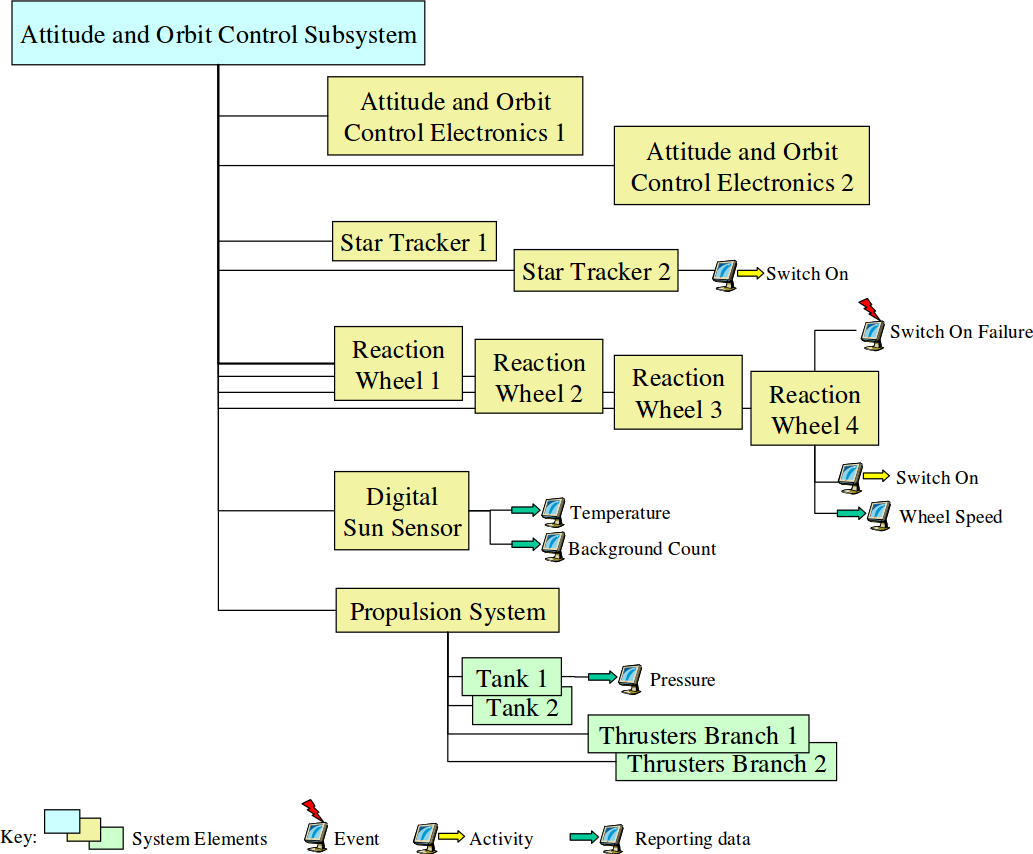 Attitude and Orbit Control Subsystem
Attitude and Orbit
Control Electronics 1
Attitude and Orbit
Control Electronics 2
Star Tracker 1
Star Tracker 2
Switch On
Switch On Failure
Reaction
Wheel 1
Reaction
Wheel 2
Reaction
Wheel 3
Reaction
Wheel 4
Switch On
Wheel Speed
Digital
Sun Sensor
Temperature
Background Count
Propulsion System
Tank 1
Pressure
Tank 2
Thrusters Branch 1
Thrusters Branch 2
Key:
System Elements
Event
Activity
Reporting data